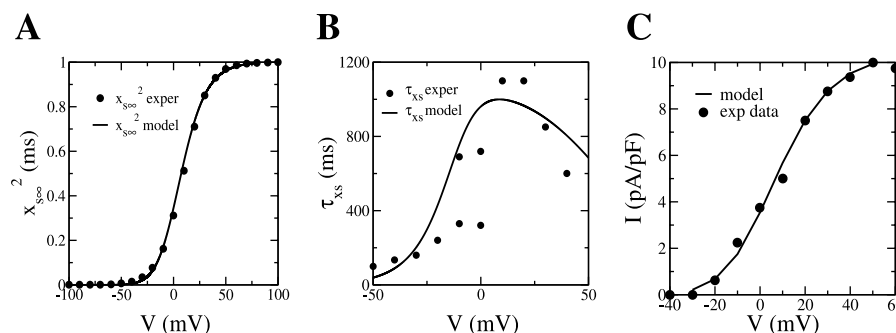 A
1
0.8
0.6
0.4
0.2
0
-100
-50
0
50
100
x_s∞² (ms)
V (mV)
x_s∞² exper
x_s∞² model
B
1200
800
400
0
-50
0
50
τ_xs (ms)
V (mV)
τ_xs exper
τ_xs model
C
10
8
6
4
2
0
-40
-20
0
20
40
60
I (pA/pF)
V (mV)
model
exp data